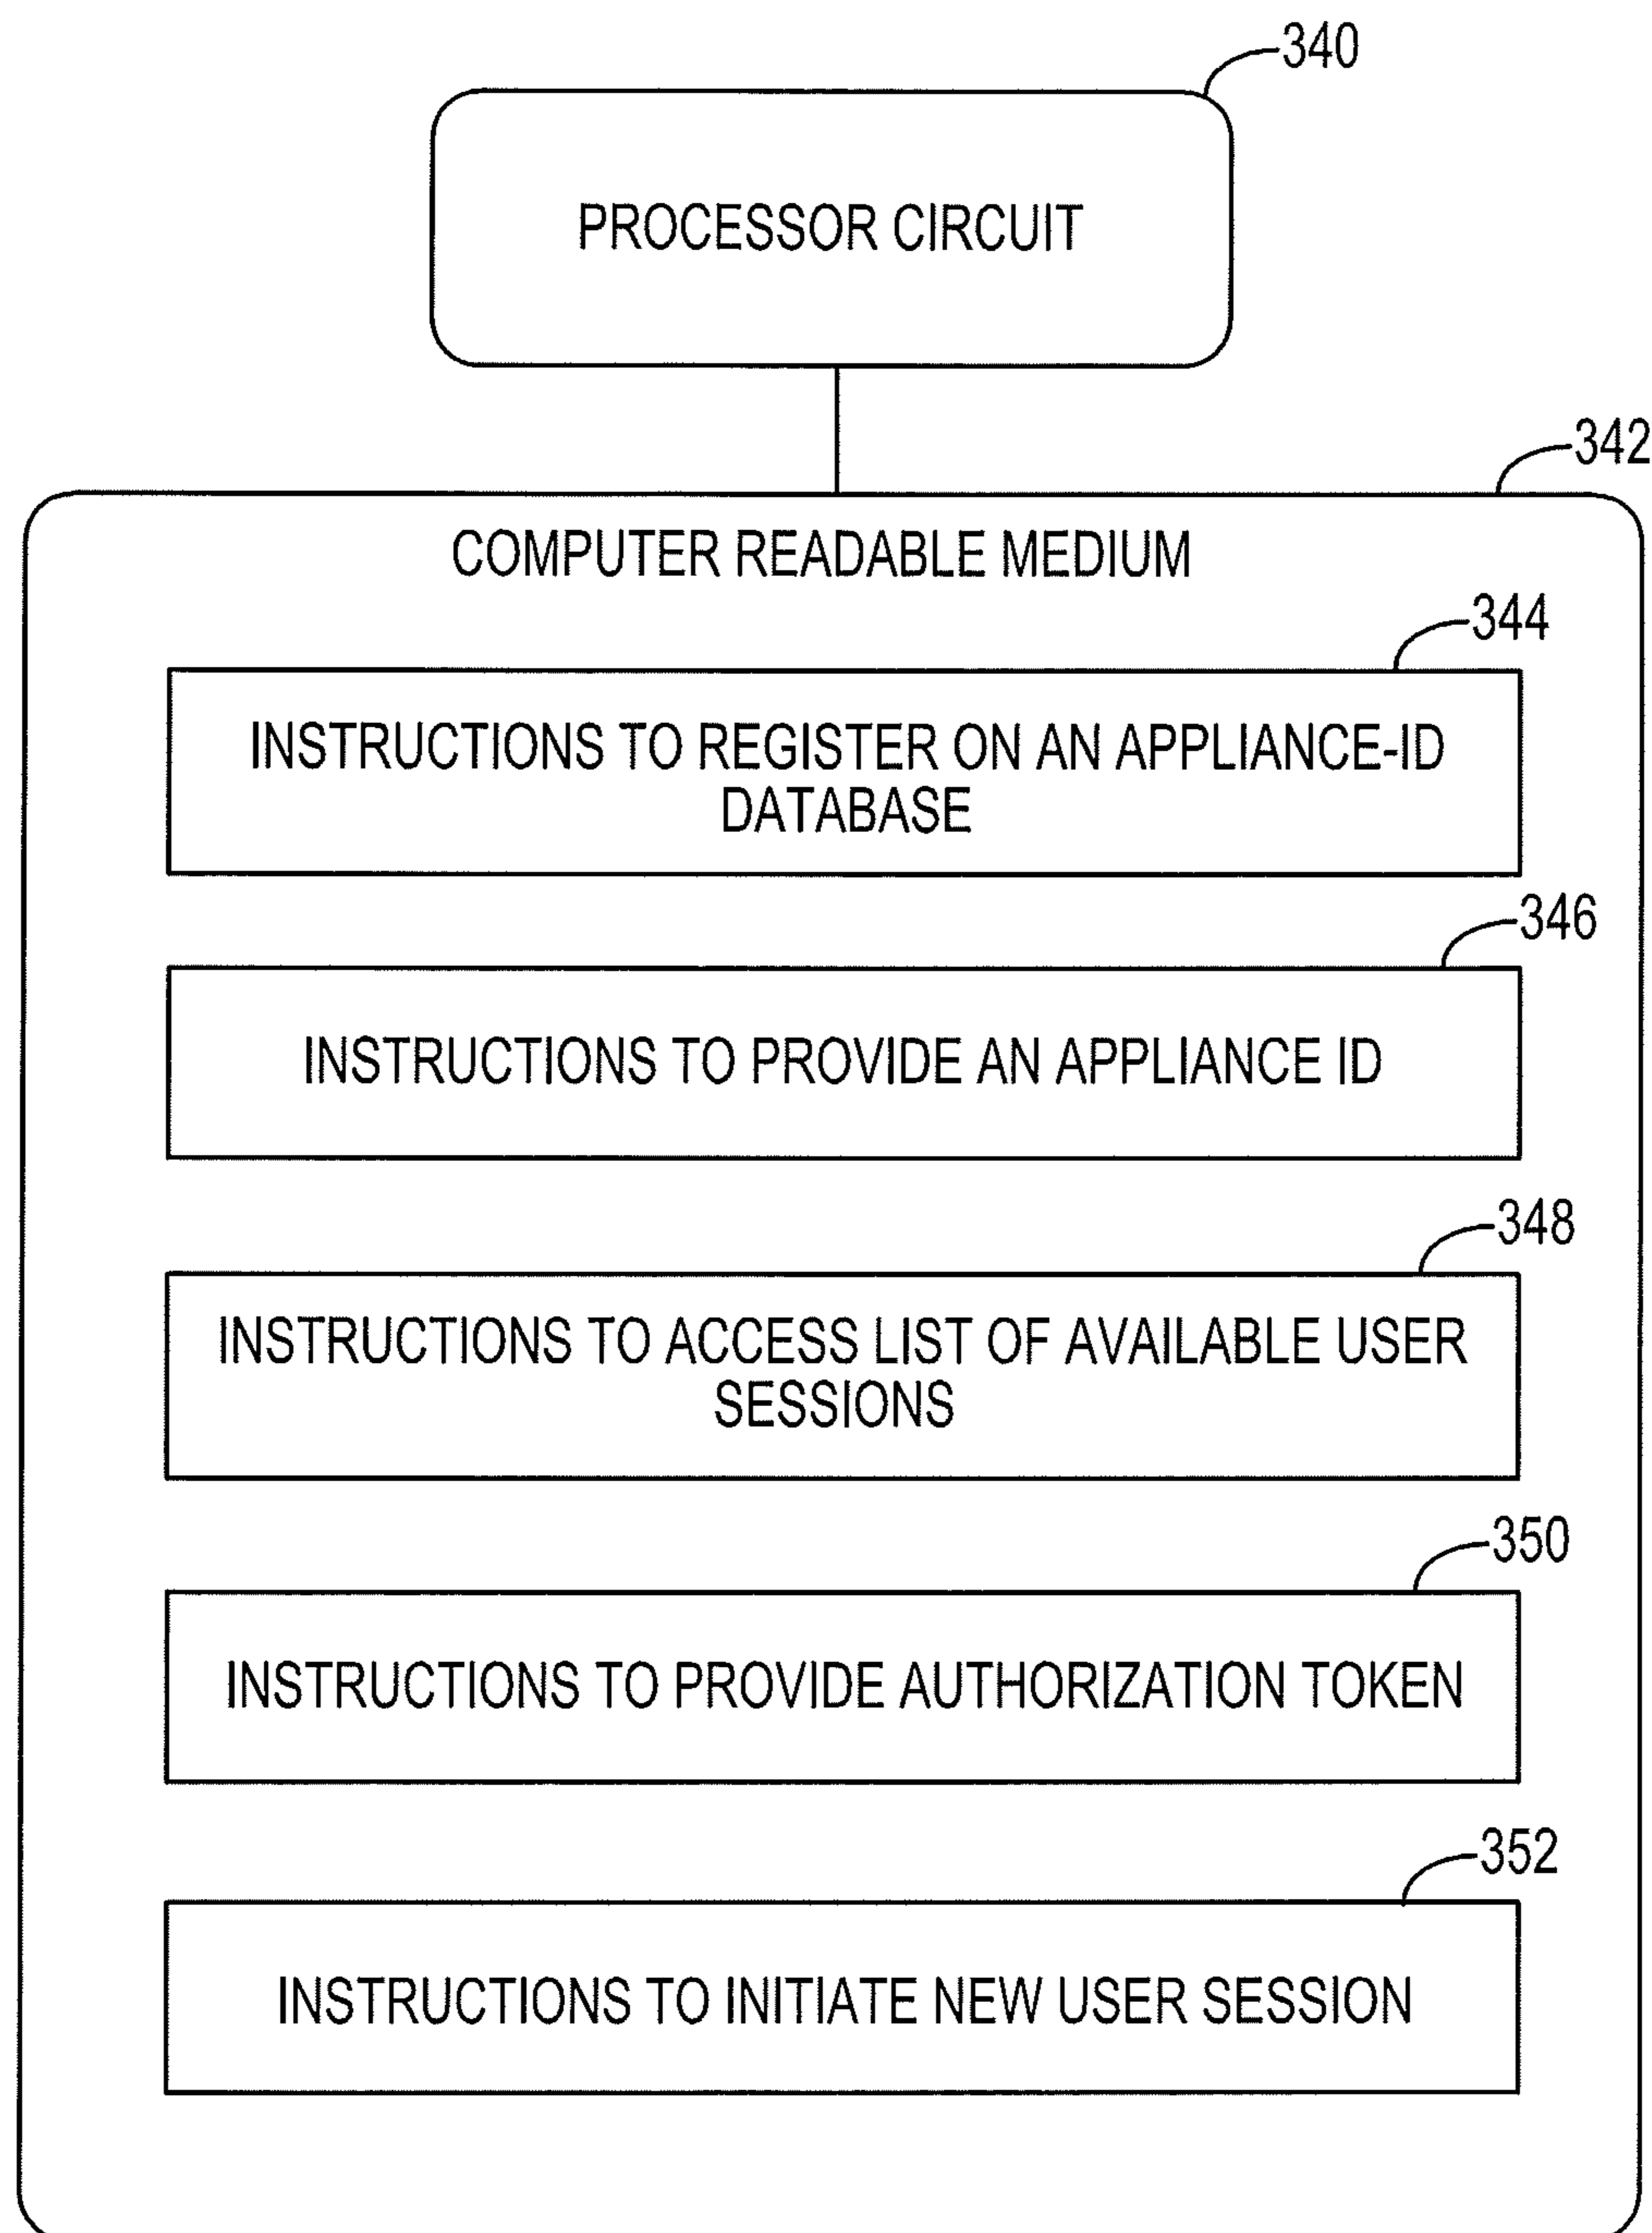 340
PROCESSOR CIRCUIT
342
COMPUTER READABLE MEDIUM
344
INSTRUCTIONS TO REGISTER ON AN APPLIANCE-ID
DATABASE
346
INSTRUCTIONS TO PROVIDE AN APPLIANCE ID
348
INSTRUCTIONS TO ACCESS LIST OF AVAILABLE USER
SESSIONS
350
INSTRUCTIONS TO PROVIDE AUTHORIZATION TOKEN
352
INSTRUCTIONS TO INITIATE NEW USER SESSION